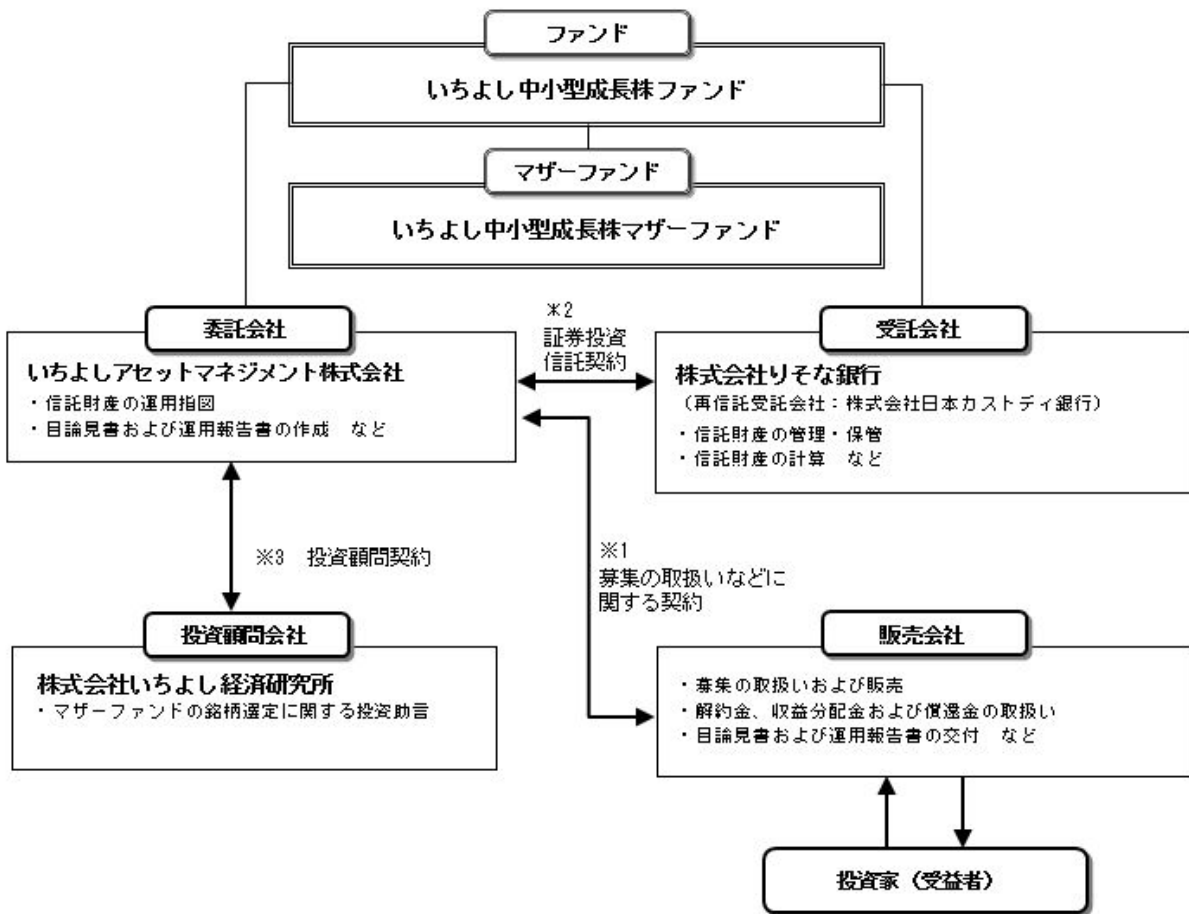 ファンド
いちよし中小型成長株ファンド
マザーファンド
いちよし中小型成長株マザーファンド
委託会社
いちよしアセットマネジメント株式会社
・信託財産の運用指図
・目論見書および運用報告書の作成　など
※2
証券投資
信託契約
受託会社
株式会社りそな銀行
（再信託受託会社：株式会社日本カストディ銀行）
・信託財産の管理・保管
・信託財産の計算　など
※3　投資顧問契約
※1
募集の取扱いなどに
関する契約
投資顧問会社
株式会社いちよし経済研究所
・マザーファンドの銘柄選定に関する投資助言
販売会社
・募集の取扱いおよび販売
・解約金、収益分配金および償還金の取扱い
・目論見書および運用報告書の交付　など
投資家（受益者）